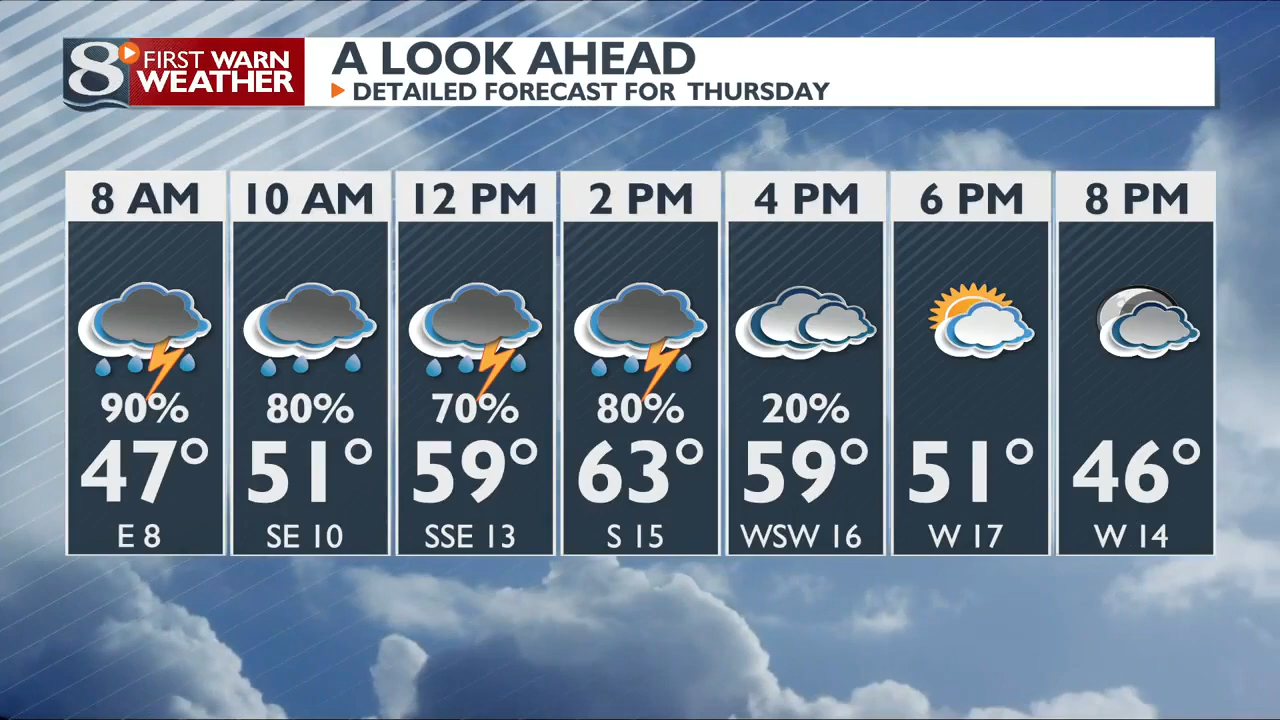 8 FIRST WARN
WEATHER
A LOOK AHEAD
DETAILED FORECAST FOR THURSDAY
8 AM 10 AM 12 PM 2 PM 4 PM 6 PM 8 PM
90% 80% 70% 80% 20%
47° 51° 59° 63° 59° 51° 46°
E 8 SE 10 SSE 13 S 15 WSW 16 W 17 W 14